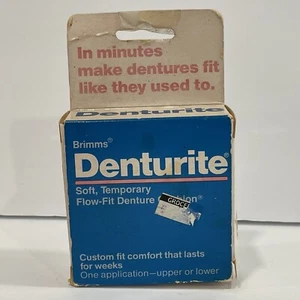 In minutes
make dentures fit
like they used to.
Brimms®
Denturite®
Soft, Temporary
Flow-Fit Denture
GROCE
Custom fit comfort that lasts
for weeks
One application—upper or lower